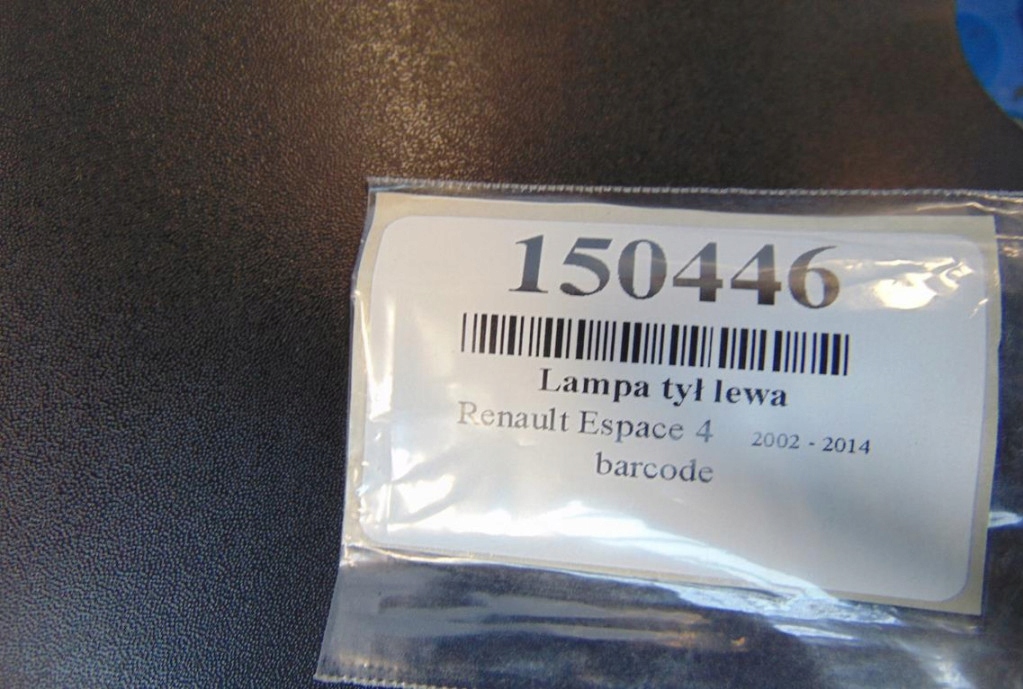 150446
Lampa tył lewa
Renault Espace 4 2002 - 2014
barcode